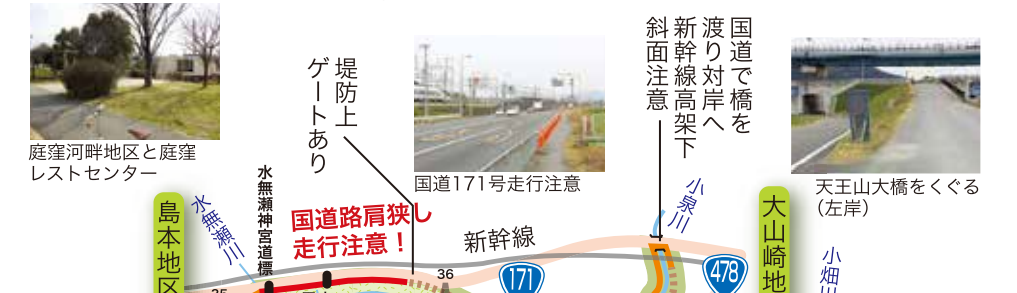 庭窪河畔地区と庭窪
レストセンター
堤防上
ゲートあり
国道171号走行注意
国道で橋を
渡り対岸へ
新幹線高架下
斜面注意
天王山大橋をくぐる
(左岸)
島本地区
水無瀬川
水無瀬神宮道標
国道路肩狭し
走行注意!
新幹線
36
171
小泉川
478
大山崎地
小畑